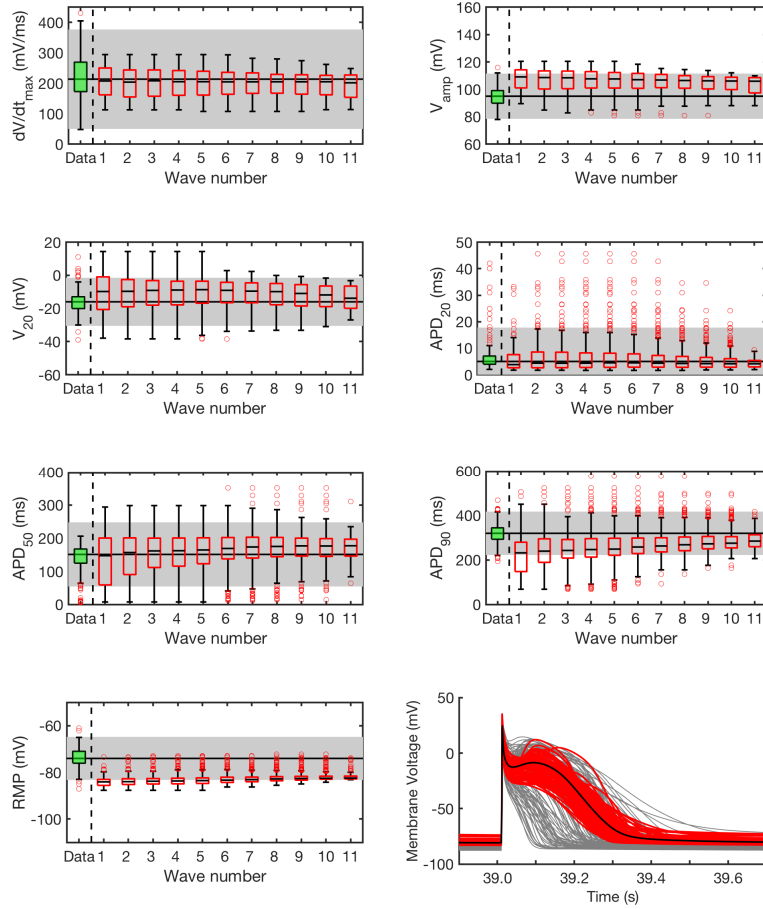 400
300
200
100
0
dV/dt_max (mV/ms)
Data 1 2 3 4 5 6 7 8 9 10 11
Wave number
160
140
120
100
80
60
V_amp (mV)
Data 1 2 3 4 5 6 7 8 9 10 11
Wave number
20
0
-20
-40
-60
V_20 (mV)
Data 1 2 3 4 5 6 7 8 9 10 11
Wave number
50
40
30
20
10
0
APD_20 (ms)
Data 1 2 3 4 5 6 7 8 9 10 11
Wave number
400
300
200
100
0
APD_50 (ms)
Data 1 2 3 4 5 6 7 8 9 10 11
Wave number
600
400
200
0
APD_90 (ms)
Data 1 2 3 4 5 6 7 8 9 10 11
Wave number
-60
-80
-100
RMP (mV)
Data 1 2 3 4 5 6 7 8 9 10 11
Wave number
50
0
-50
-100
Membrane Voltage (mV)
39.0 39.2 39.4 39.6
Time (s)